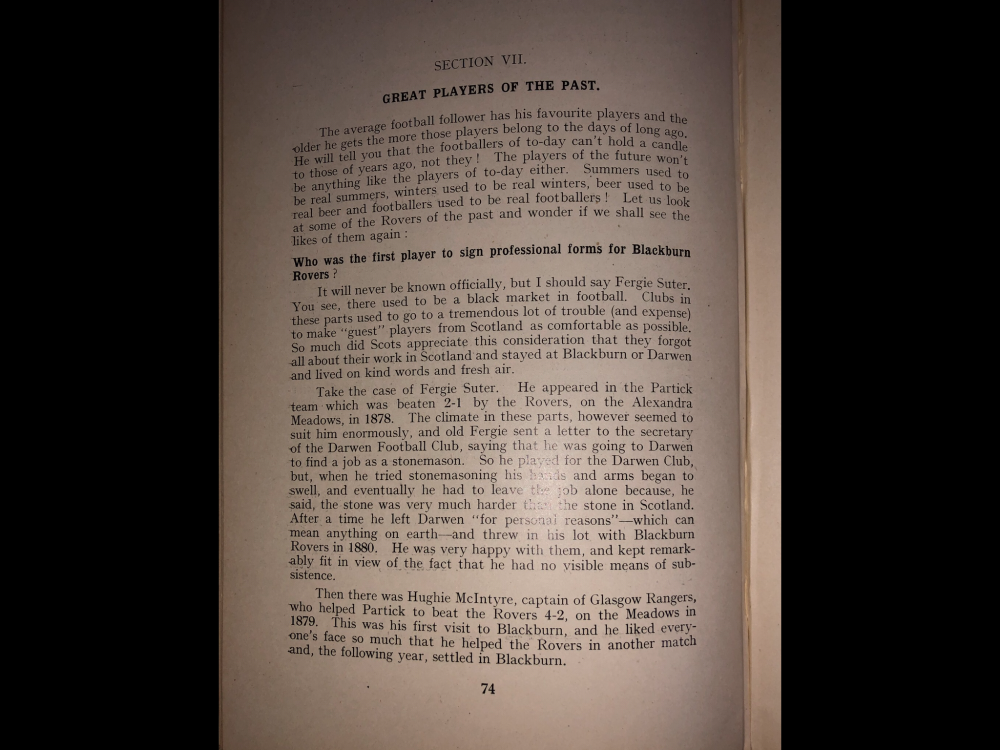 SECTION VII.
GREAT PLAYERS OF THE PAST.
The average football follower has his favourite players and the
older he gets the more those players belong to the days of long ago.
He will tell you that the footballers of to-day can't hold a candle
to those of years ago, not they! The players of the future won't
be anything like the players of to-day either. Summers used to
be real summers, winters used to be real winters, beer used to be
real beer and footballers used to be real footballers! Let us look
at some of the Rovers of the past and wonder if we shall see the
likes of them again:
Who was the first player to sign professional forms for Blackburn
Rovers?
It will never be known officially, but I should say Fergie Suter.
You see, there used to be a black market in football. Clubs in
these parts used to go to a tremendous lot of trouble (and expense)
to make "guest" players from Scotland as comfortable as possible.
So much did Scots appreciate this consideration that they forgot
all about their work in Scotland and stayed at Blackburn or Darwen
and lived on kind words and fresh air.
Take the case of Fergie Suter. He appeared in the Partick
team which was beaten 2-1 by the Rovers, on the Alexandra
Meadows, in 1878. The climate in these parts, however seemed to
suit him enormously, and old Fergie sent a letter to the secretary
of the Darwen Football Club, saying that he was going to Darwen
to find a job as a stonemason. So he played for the Darwen Club,
but, when he tried stonemasoning his hands and arms began to
swell, and eventually he had to leave the job alone because, he
said, the stone was very much harder than the stone in Scotland.
After a time he left Darwen "for personal reasons"—which can
mean anything on earth—and threw in his lot with Blackburn
Rovers in 1880. He was very happy with them, and kept remark-
ably fit in view of the fact that he had no visible means of sub-
sistence.
Then there was Hughie McIntyre, captain of Glasgow Rangers,
who helped Partick to beat the Rovers 4-2, on the Meadows in
1879. This was his first visit to Blackburn, and he liked every-
one's face so much that he helped the Rovers in another match
and, the following year, settled in Blackburn.
74